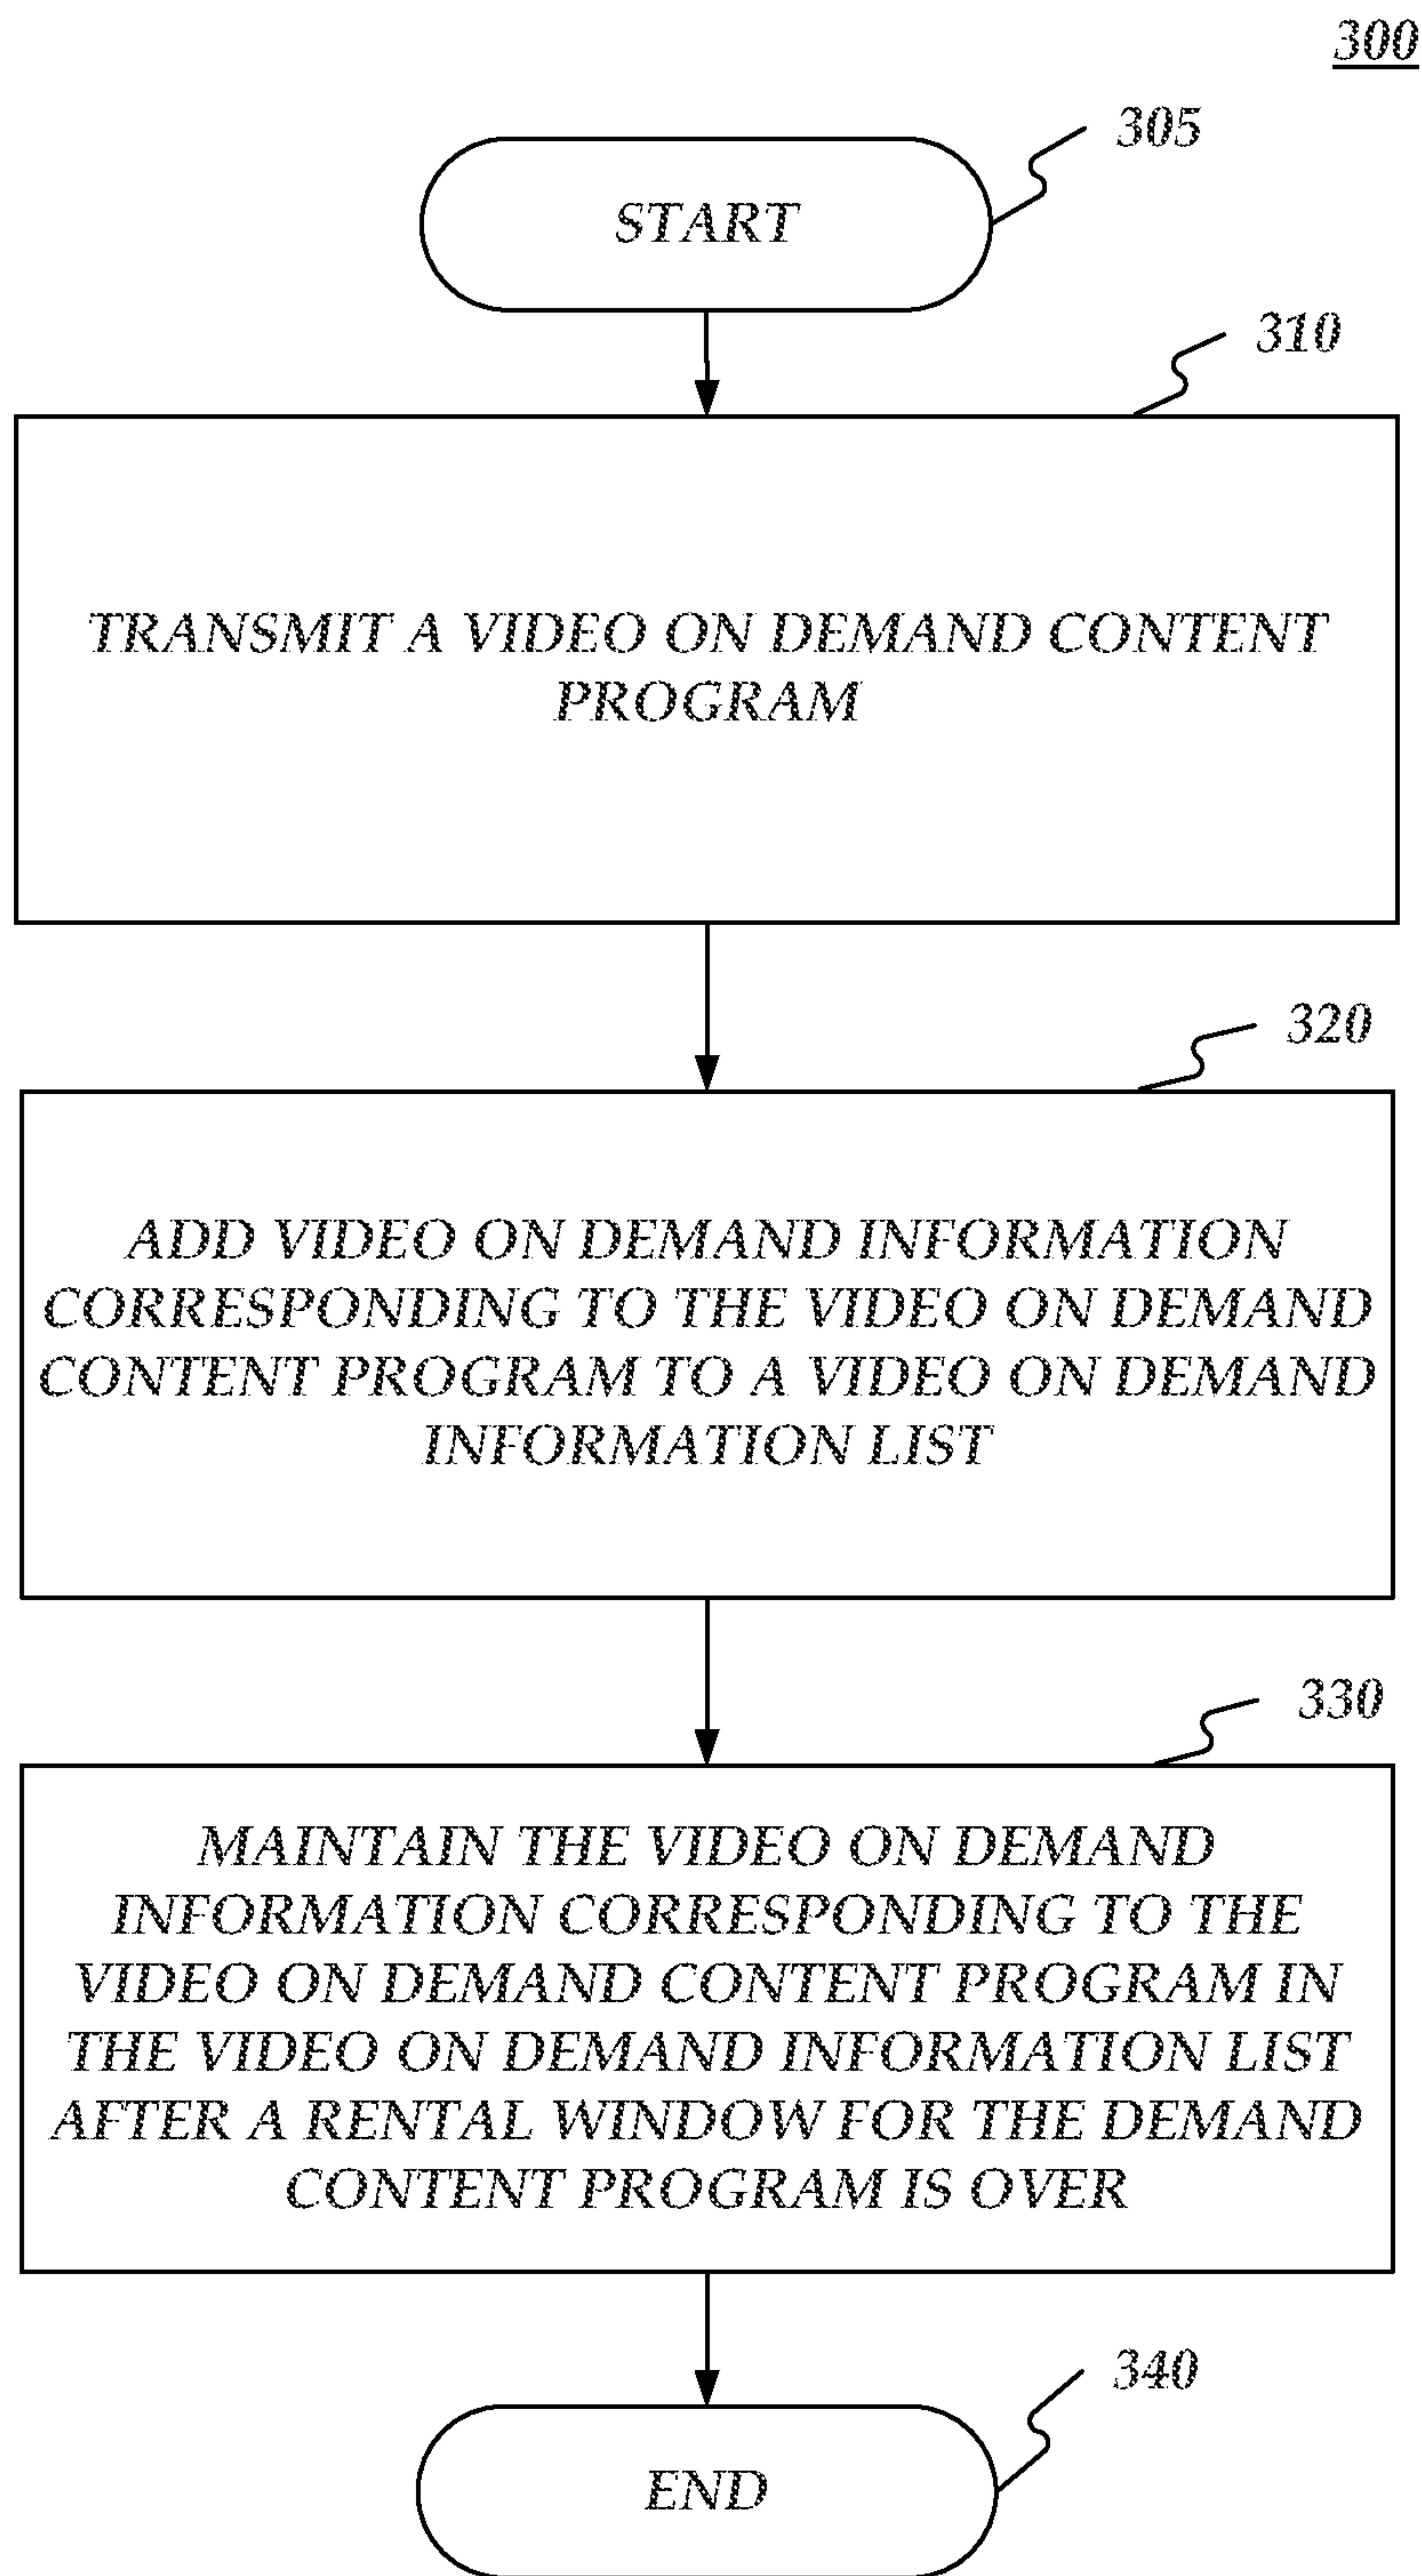 300
305
START
310
TRANSMIT A VIDEO ON DEMAND CONTENT
PROGRAM
320
ADD VIDEO ON DEMAND INFORMATION
CORRESPONDING TO THE VIDEO ON DEMAND
CONTENT PROGRAM TO A VIDEO ON DEMAND
INFORMATION LIST
330
MAINTAIN THE VIDEO ON DEMAND
INFORMATION CORRESPONDING TO THE
VIDEO ON DEMAND CONTENT PROGRAM IN
THE VIDEO ON DEMAND INFORMATION LIST
AFTER A RENTAL WINDOW FOR THE DEMAND
CONTENT PROGRAM IS OVER
340
END